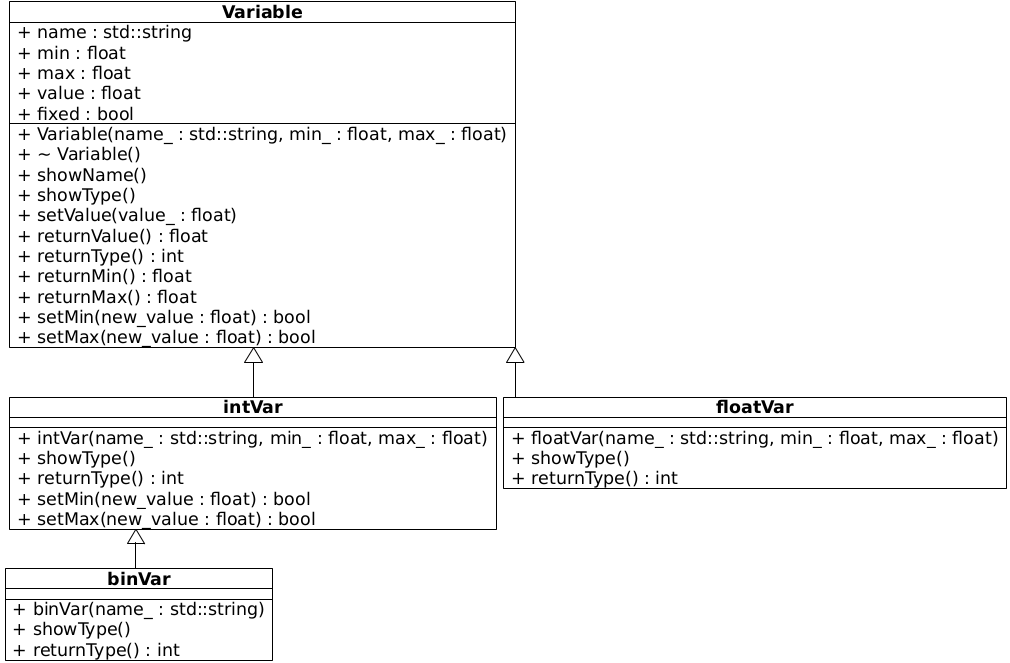 Variable
+ name : std::string
+ min : float
+ max : float
+ value : float
+ fixed : bool
+ Variable(name_ : std::string, min_ : float, max_ : float)
+ ~ Variable()
+ showName()
+ showType()
+ setValue(value_ : float)
+ returnValue() : float
+ returnType() : int
+ returnMin() : float
+ returnMax() : float
+ setMin(new_value : float) : bool
+ setMax(new_value : float) : bool
intVar
+ intVar(name_ : std::string, min_ : float, max_ : float)
+ showType()
+ returnType() : int
+ setMin(new_value : float) : bool
+ setMax(new_value : float) : bool
floatVar
+ floatVar(name_ : std::string, min_ : float, max_ : float)
+ showType()
+ returnType() : int
binVar
+ binVar(name_ : std::string)
+ showType()
+ returnType() : int